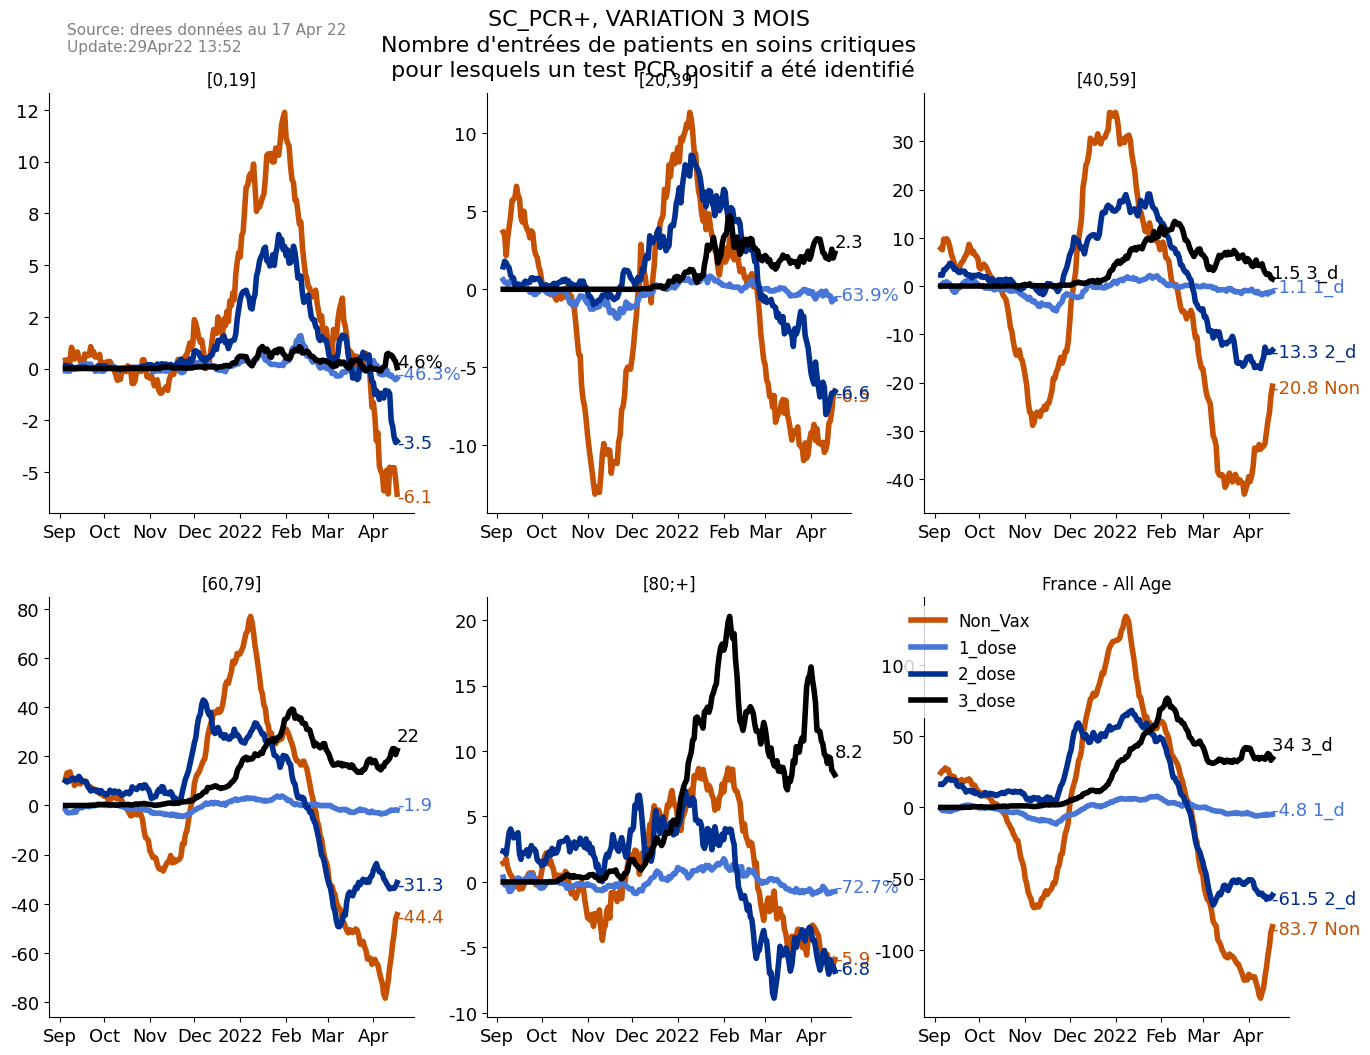 Source: drees données au 17 Apr 22
Update:29Apr22 13:52
SC_PCR+, VARIATION 3 MOIS
Nombre d'entrées de patients en soins critiques
pour lesquels un test PCR positif a été identifié
[0,19]
[20,39]
[40,59]
12
10
8
5
2
0
-2
-5
4.6%
-46.3%
-3.5
-6.1
Sep Oct Nov Dec 2022 Feb Mar Apr
10
5
0
-5
-10
2.3
-63.9%
-6.6
Sep Oct Nov Dec 2022 Feb Mar Apr
30
20
10
0
-10
-20
-30
-40
1.5 3_d
-1.1 1_d
-13.3 2_d
-20.8 Non
Sep Oct Nov Dec 2022 Feb Mar Apr
[60,79]
[80;+]
France - All Age
80
60
40
20
0
-20
-40
-60
-80
22
-1.9
-31.3
-44.4
Sep Oct Nov Dec 2022 Feb Mar Apr
20
15
10
5
0
-5
-10
8.2
-72.7%
-5.9
-6.8
Sep Oct Nov Dec 2022 Feb Mar Apr
Non_Vax
1_dose
2_dose
3_dose
100
50
0
-50
-100
34 3_d
-4.8 1_d
-61.5 2_d
-83.7 Non
Sep Oct Nov Dec 2022 Feb Mar Apr